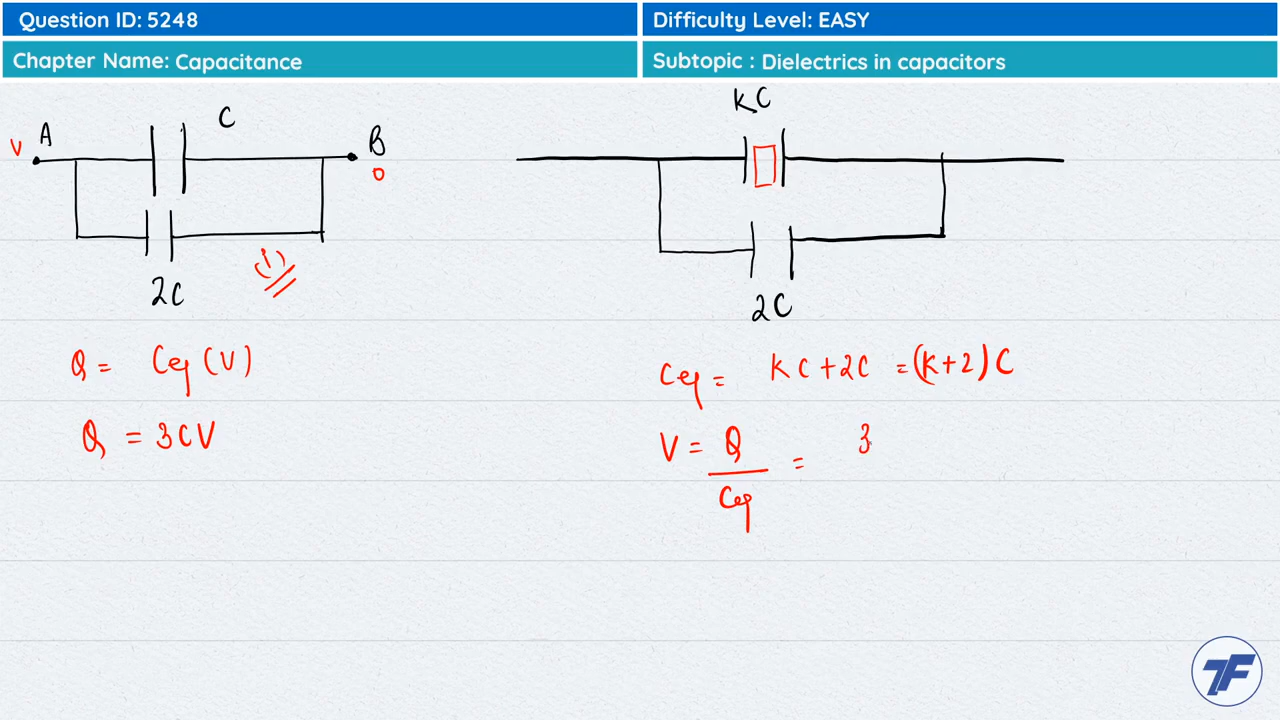 Question ID: 5248
Difficulty Level: EASY
Chapter Name: Capacitance
Subtopic : Dielectrics in capacitors
V A C B
0
2C (i)
KC
2C
Q = Ceq (V)
Q = 3CV
Ceq = KC + 2C = (K+2) C
V = Q / Ceq = 3
7F